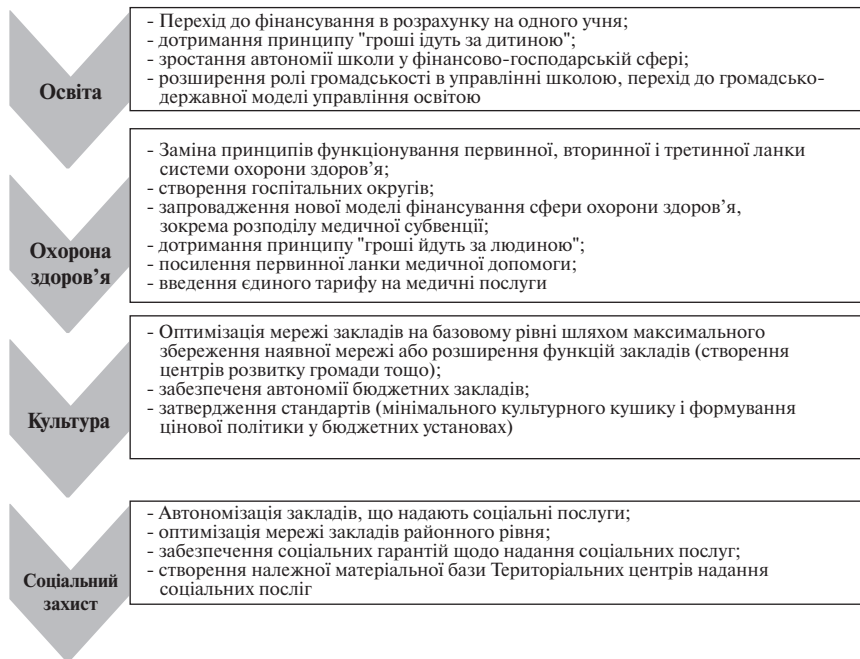 Освіта
- Перехід до фінансування в розрахунку на одного учня;
- дотримання принципу "гроші ідуть за дитиною";
- зростання автономії школи у фінансово-господарській сфері;
- розширення ролі громадськості в управлінні школою, перехід до громадсько-
державної моделі управління освітою
Охорона
здоров’я
- Заміна принципів функціонування первинної, вторинної і третинної ланки
системи охорони здоров’я;
- створення госпітальних округів;
- запровадження нової моделі фінансування сфери охорони здоров’я,
зокрема розподілу медичної субвенції;
- дотримання принципу "гроші йдуть за людиною";
- посилення первинної ланки медичної допомоги;
- введення єдиного тарифу на медичні послуги
Культура
- Оптимізація мережі закладів на базовому рівні шляхом максимального
збереження наявної мережі або розширення функцій закладів (створення
центрів розвитку громади тощо);
- забезпеченя автономії бюджетних закладів;
- затвердження стандартів (мінімального культурного кушику і формування
цінової політики у бюджетних установах)
Соціальний
захист
- Автономізація закладів, що надають соціальні послуги;
- оптимізація мережі закладів районного рівня;
- забезпечення соціальних гарантій щодо надання соціальних послуг;
- створення належної матеріальної бази Територіальних центрів надання
соціальних посліг